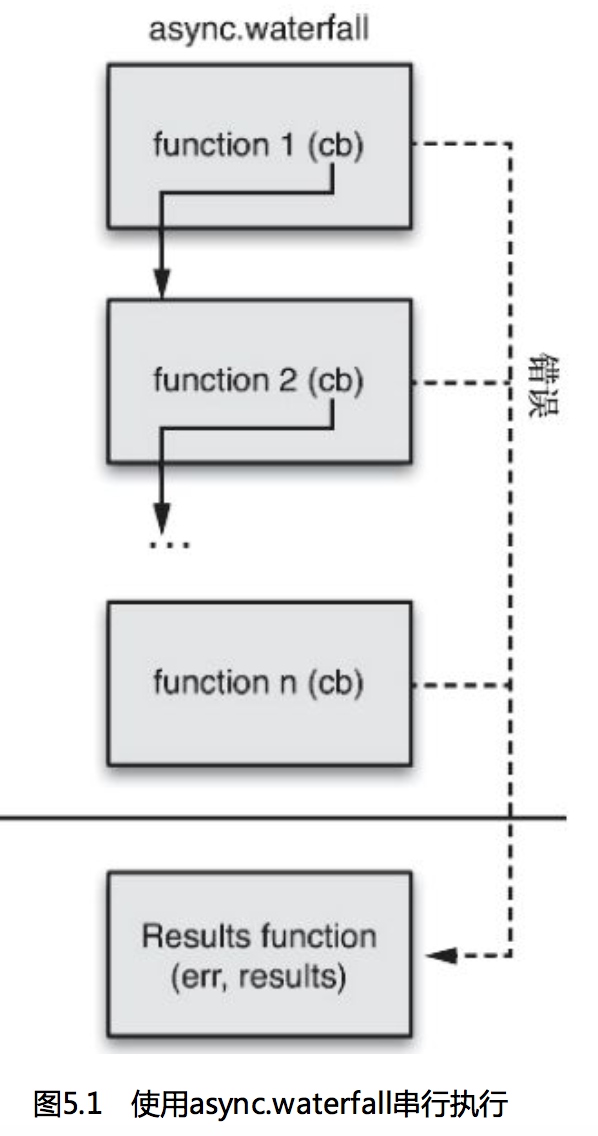 async.waterfall
function 1 (cb)
function 2 (cb)
错误
...
function n (cb)
Results function
(err, results)
图5.1 使用async.waterfall串行执行